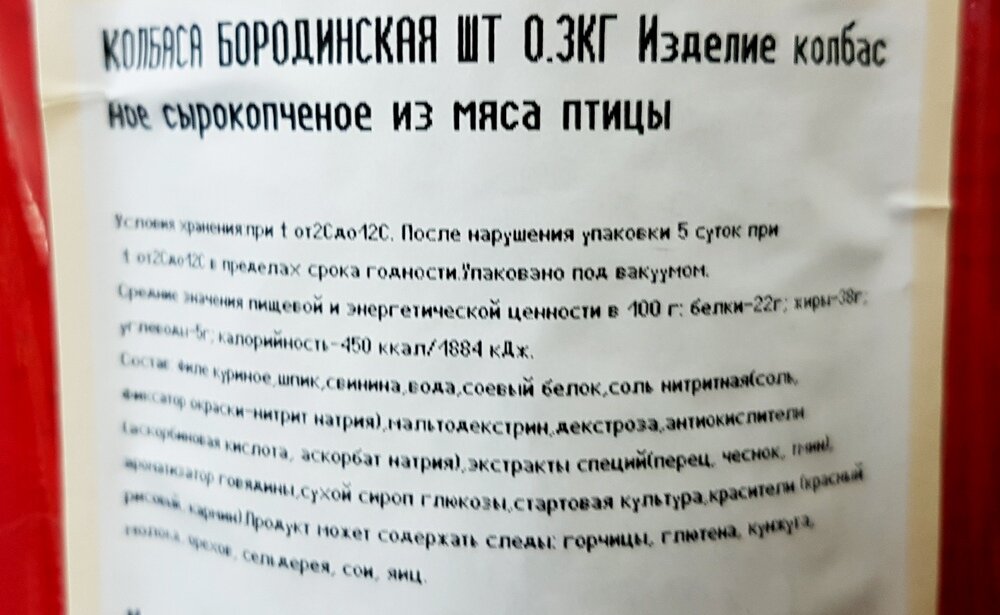 КОЛБАСА БОРОДИНСКАЯ ШТ 0.3КГ Изделие колбас
ное сырокопченое из мяса птицы
Условия хранения:при t от2Сдо12С. После нарушения упаковки 5 суток при
t от2Сдо12С в пределах срока годности.Упаковано под вакуумом.
Средние значения пищевой и энергетической ценности в 100 г: белки-22г; жиры-38г;
углеводы-5г; калорийность-450 ккал/1884 кДж.
Состав: филе куриное,шпик,свинина,вода,соевый белок,соль нитритная(соль,
фиксатор окраски-нитрит натрия),мальтодекстрин,декстроза,антиокислители
(аскорбиновая кислота, аскорбат натрия),экстракты специй(перец, чеснок, тмин),
ароматизатор говядины,сухой сироп глюкозы,стартовая культура,красители (красный
рисовый, кармин).Продукт может содержать следы: горчицы, глютена, кунжута,
молока, орехов, сельдерея, сои, яиц.